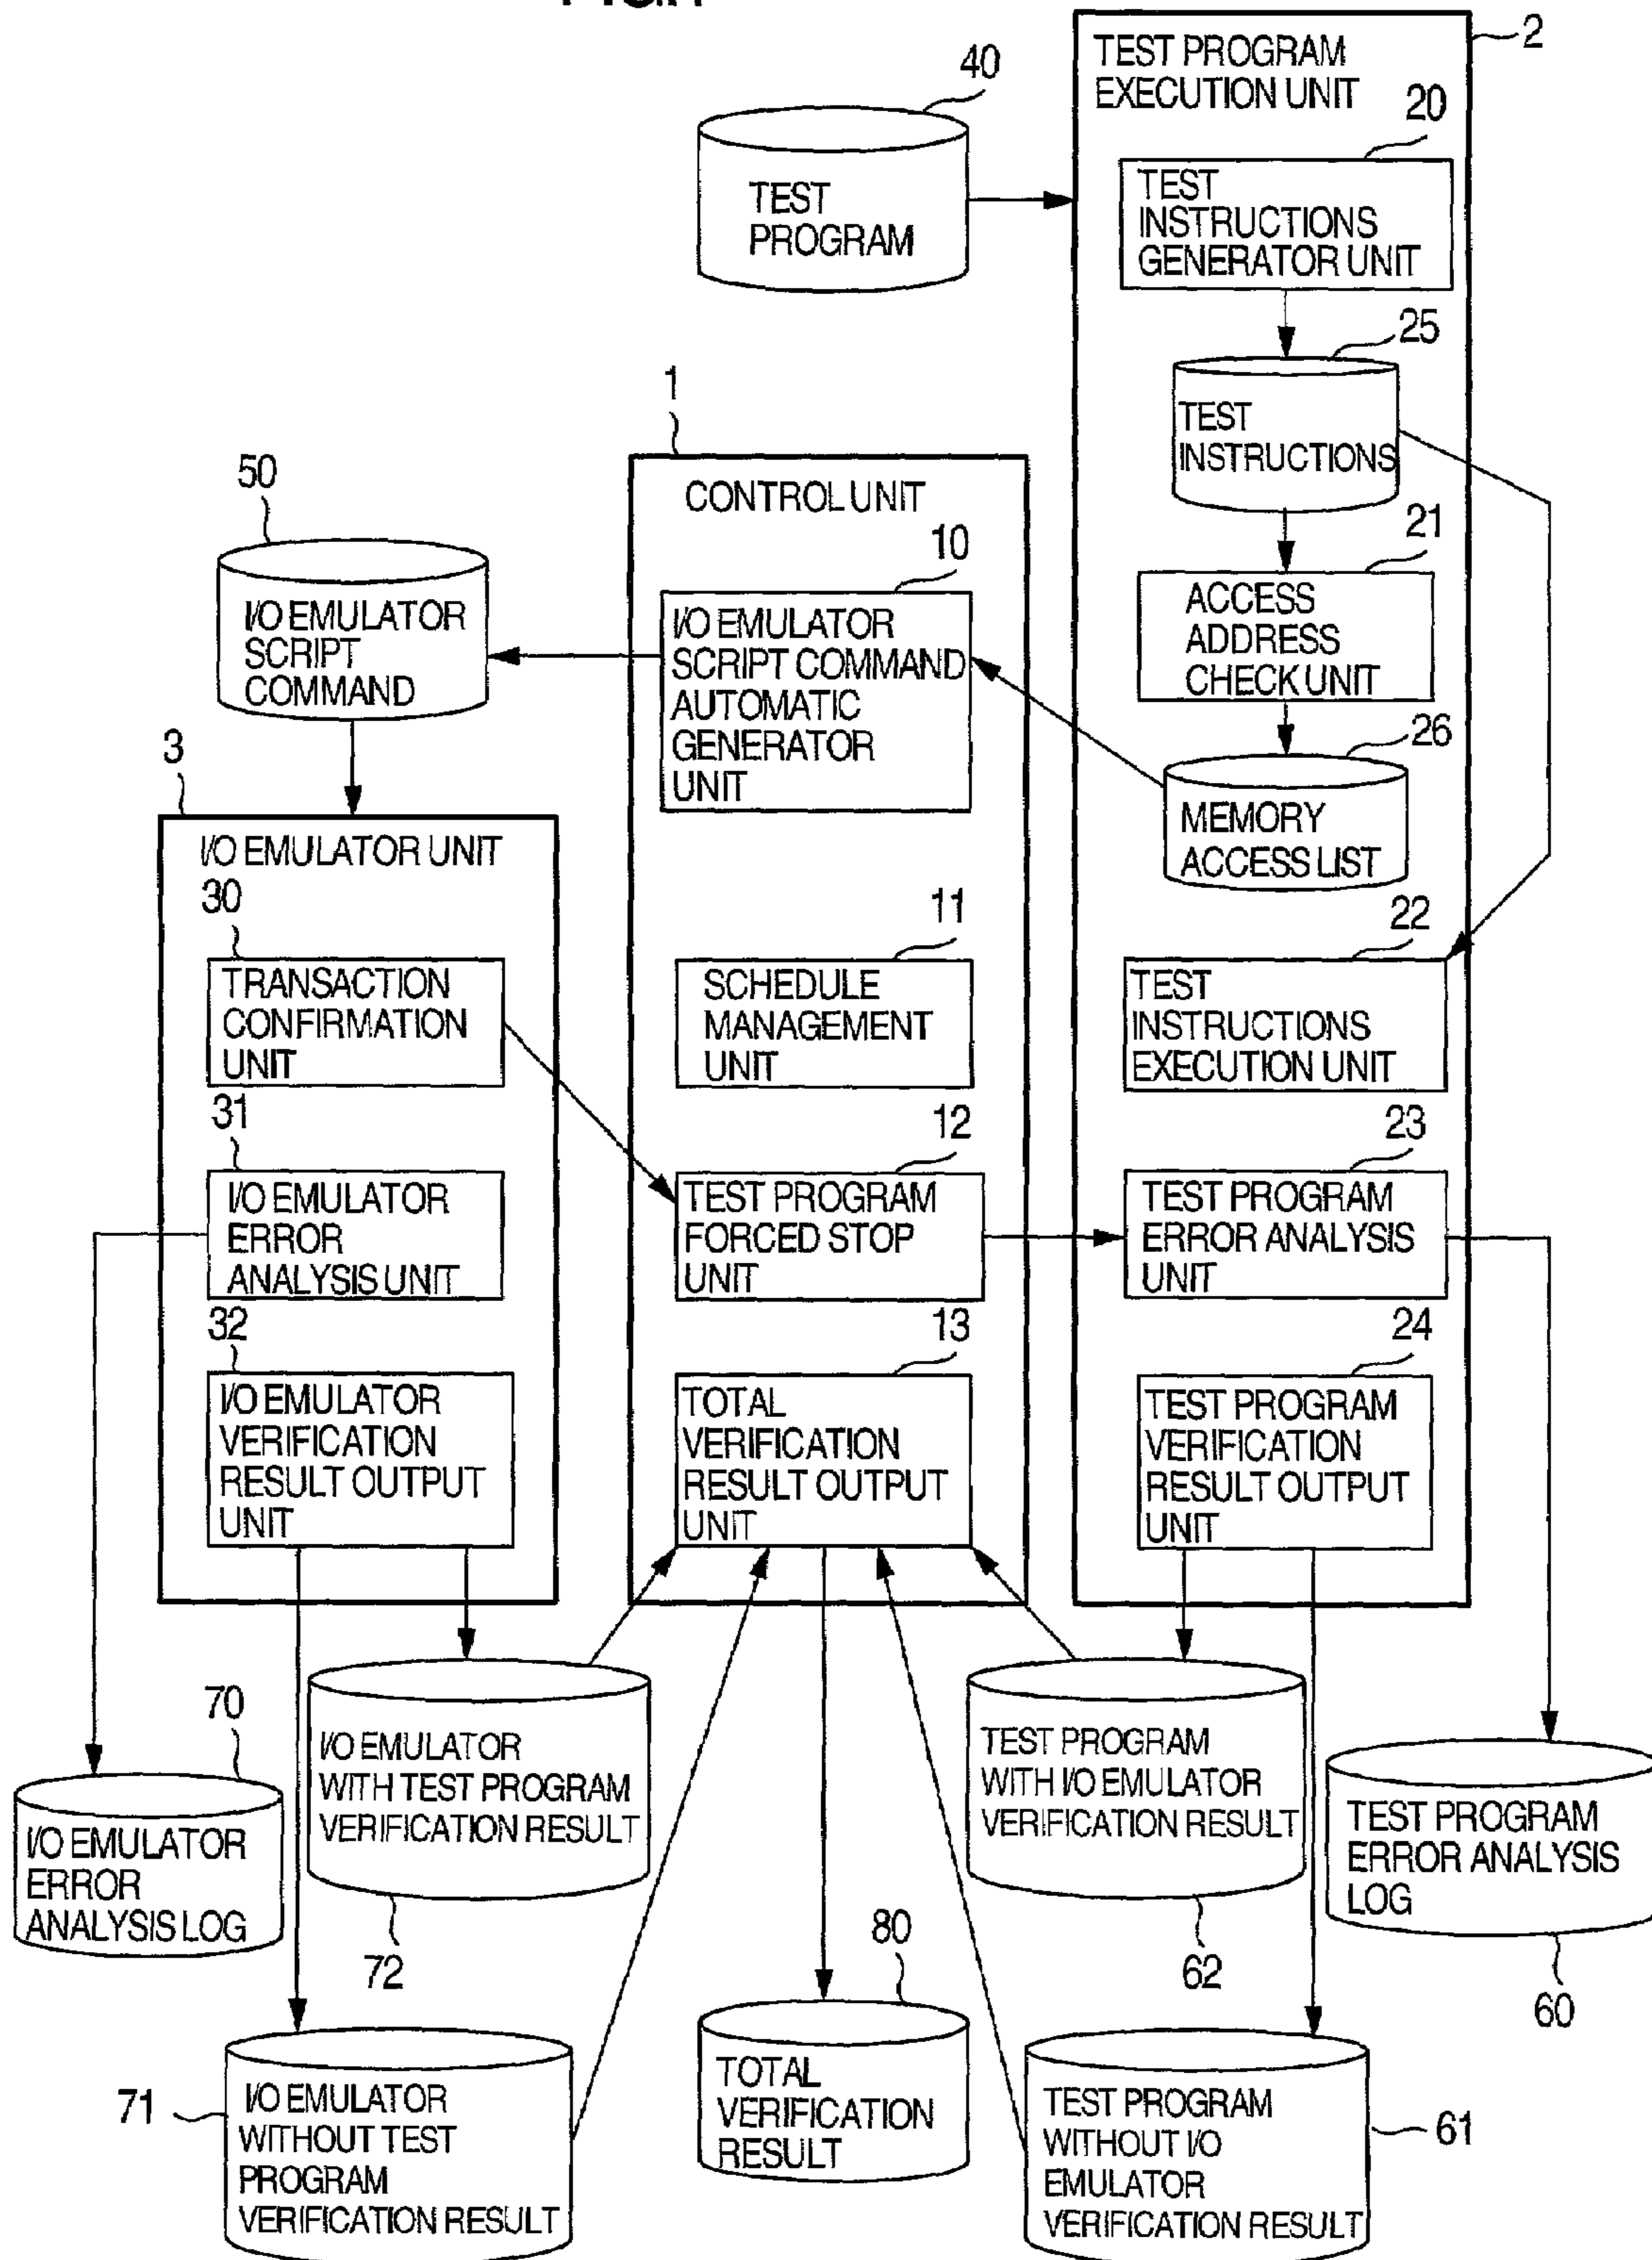 2
TEST PROGRAM
EXECUTION UNIT
40
20
TEST
PROGRAM
TEST
INSTRUCTIONS
GENERATOR UNIT
25
TEST
INSTRUCTIONS
1
50
CONTROL UNIT
21
10
ACCESS
ADDRESS
CHECK UNIT
I/O EMULATOR
SCRIPT
COMMAND
I/O EMULATOR
SCRIPT COMMAND
AUTOMATIC
GENERATOR
UNIT
26
3
MEMORY
ACCESS LIST
I/O EMULATOR UNIT
30
11
22
TRANSACTION
CONFIRMATION
UNIT
SCHEDULE
MANAGEMENT
UNIT
TEST
INSTRUCTIONS
EXECUTION UNIT
31
12
23
I/O EMULATOR
ERROR
ANALYSIS UNIT
TEST PROGRAM
FORCED STOP
UNIT
TEST PROGRAM
ERROR ANALYSIS
UNIT
32
13
24
I/O EMULATOR
VERIFICATION
RESULT OUTPUT
UNIT
TOTAL
VERIFICATION
RESULT OUTPUT
UNIT
TEST PROGRAM
VERIFICATION
RESULT OUTPUT
UNIT
70
I/O EMULATOR
WITH TEST PROGRAM
VERIFICATION RESULT
TEST PROGRAM
WITH I/O EMULATOR
VERIFICATION RESULT
I/O EMULATOR
ERROR
ANALYSIS LOG
TEST PROGRAM
ERROR ANALYSIS
LOG
72
80
62
60
71
I/O EMULATOR
WITHOUT TEST
PROGRAM
VERIFICATION RESULT
TOTAL
VERIFICATION
RESULT
TEST PROGRAM
WITHOUT I/O
EMULATOR
VERIFICATION RESULT
61